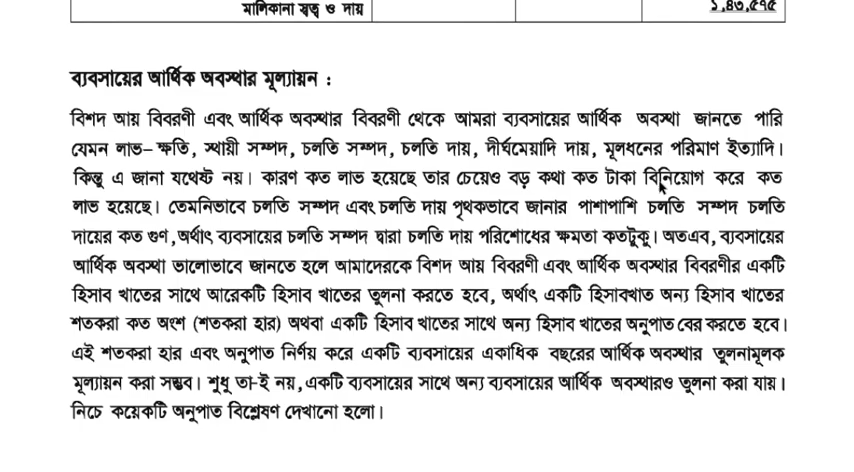 মালিকানা স্বত্ব ও দায় ১,৪৩,৫৭৫
ব্যবসায়ের আর্থিক অবস্থার মূল্যায়ন :
বিশদ আয় বিবরণী এবং আর্থিক অবস্থার বিবরণী থেকে আমরা ব্যবসায়ের আর্থিক অবস্থা জানতে পারি
যেমন লাভ–ক্ষতি, স্থায়ী সম্পদ, চলতি সম্পদ, চলতি দায়, দীর্ঘমেয়াদি দায়, মূলধনের পরিমাণ ইত্যাদি।
কিন্তু এ জানা যথেষ্ট নয়। কারণ কত লাভ হয়েছে তার চেয়েও বড় কথা কত টাকা বিনিয়োগ করে কত
লাভ হয়েছে। তেমনিভাবে চলতি সম্পদ এবং চলতি দায় পৃথকভাবে জানার পাশাপাশি চলতি সম্পদ চলতি
দায়ের কত গুণ,অর্থাৎ ব্যবসায়ের চলতি সম্পদ দ্বারা চলতি দায় পরিশোধের ক্ষমতা কতটুকু। অতএব, ব্যবসায়ের
আর্থিক অবস্থা ভালোভাবে জানতে হলে আমাদেরকে বিশদ আয় বিবরণী এবং আর্থিক অবস্থার বিবরণীর একটি
হিসাব খাতের সাথে আরেকটি হিসাব খাতের তুলনা করতে হবে, অর্থাৎ একটি হিসাবখাত অন্য হিসাব খাতের
শতকরা কত অংশ (শতকরা হার) অথবা একটি হিসাব খাতের সাথে অন্য হিসাব খাতের অনুপাত বের করতে হবে।
এই শতকরা হার এবং অনুপাত নির্ণয় করে একটি ব্যবসায়ের একাধিক বছরের আর্থিক অবস্থার তুলনামূলক
মূল্যায়ন করা সম্ভব। শুধু তা-ই নয়,একটি ব্যবসায়ের সাথে অন্য ব্যবসায়ের আর্থিক অবস্থারও তুলনা করা যায়।
নিচে কয়েকটি অনুপাত বিশ্লেষণ দেখানো হলো।